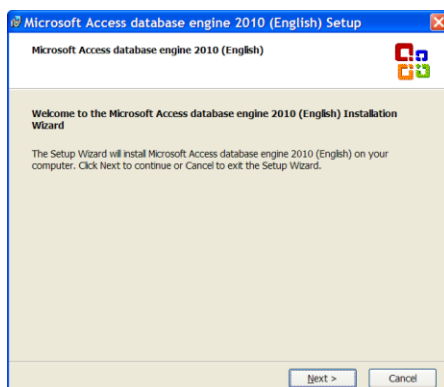 Microsoft Access database engine 2010 (English) Setup
Microsoft Access database engine 2010 (English)
Welcome to the Microsoft Access database engine 2010 (English) Installation
Wizard
The Setup Wizard will install Microsoft Access database engine 2010 (English) on your
computer. Click Next to continue or Cancel to exit the Setup Wizard.
Next >
Cancel